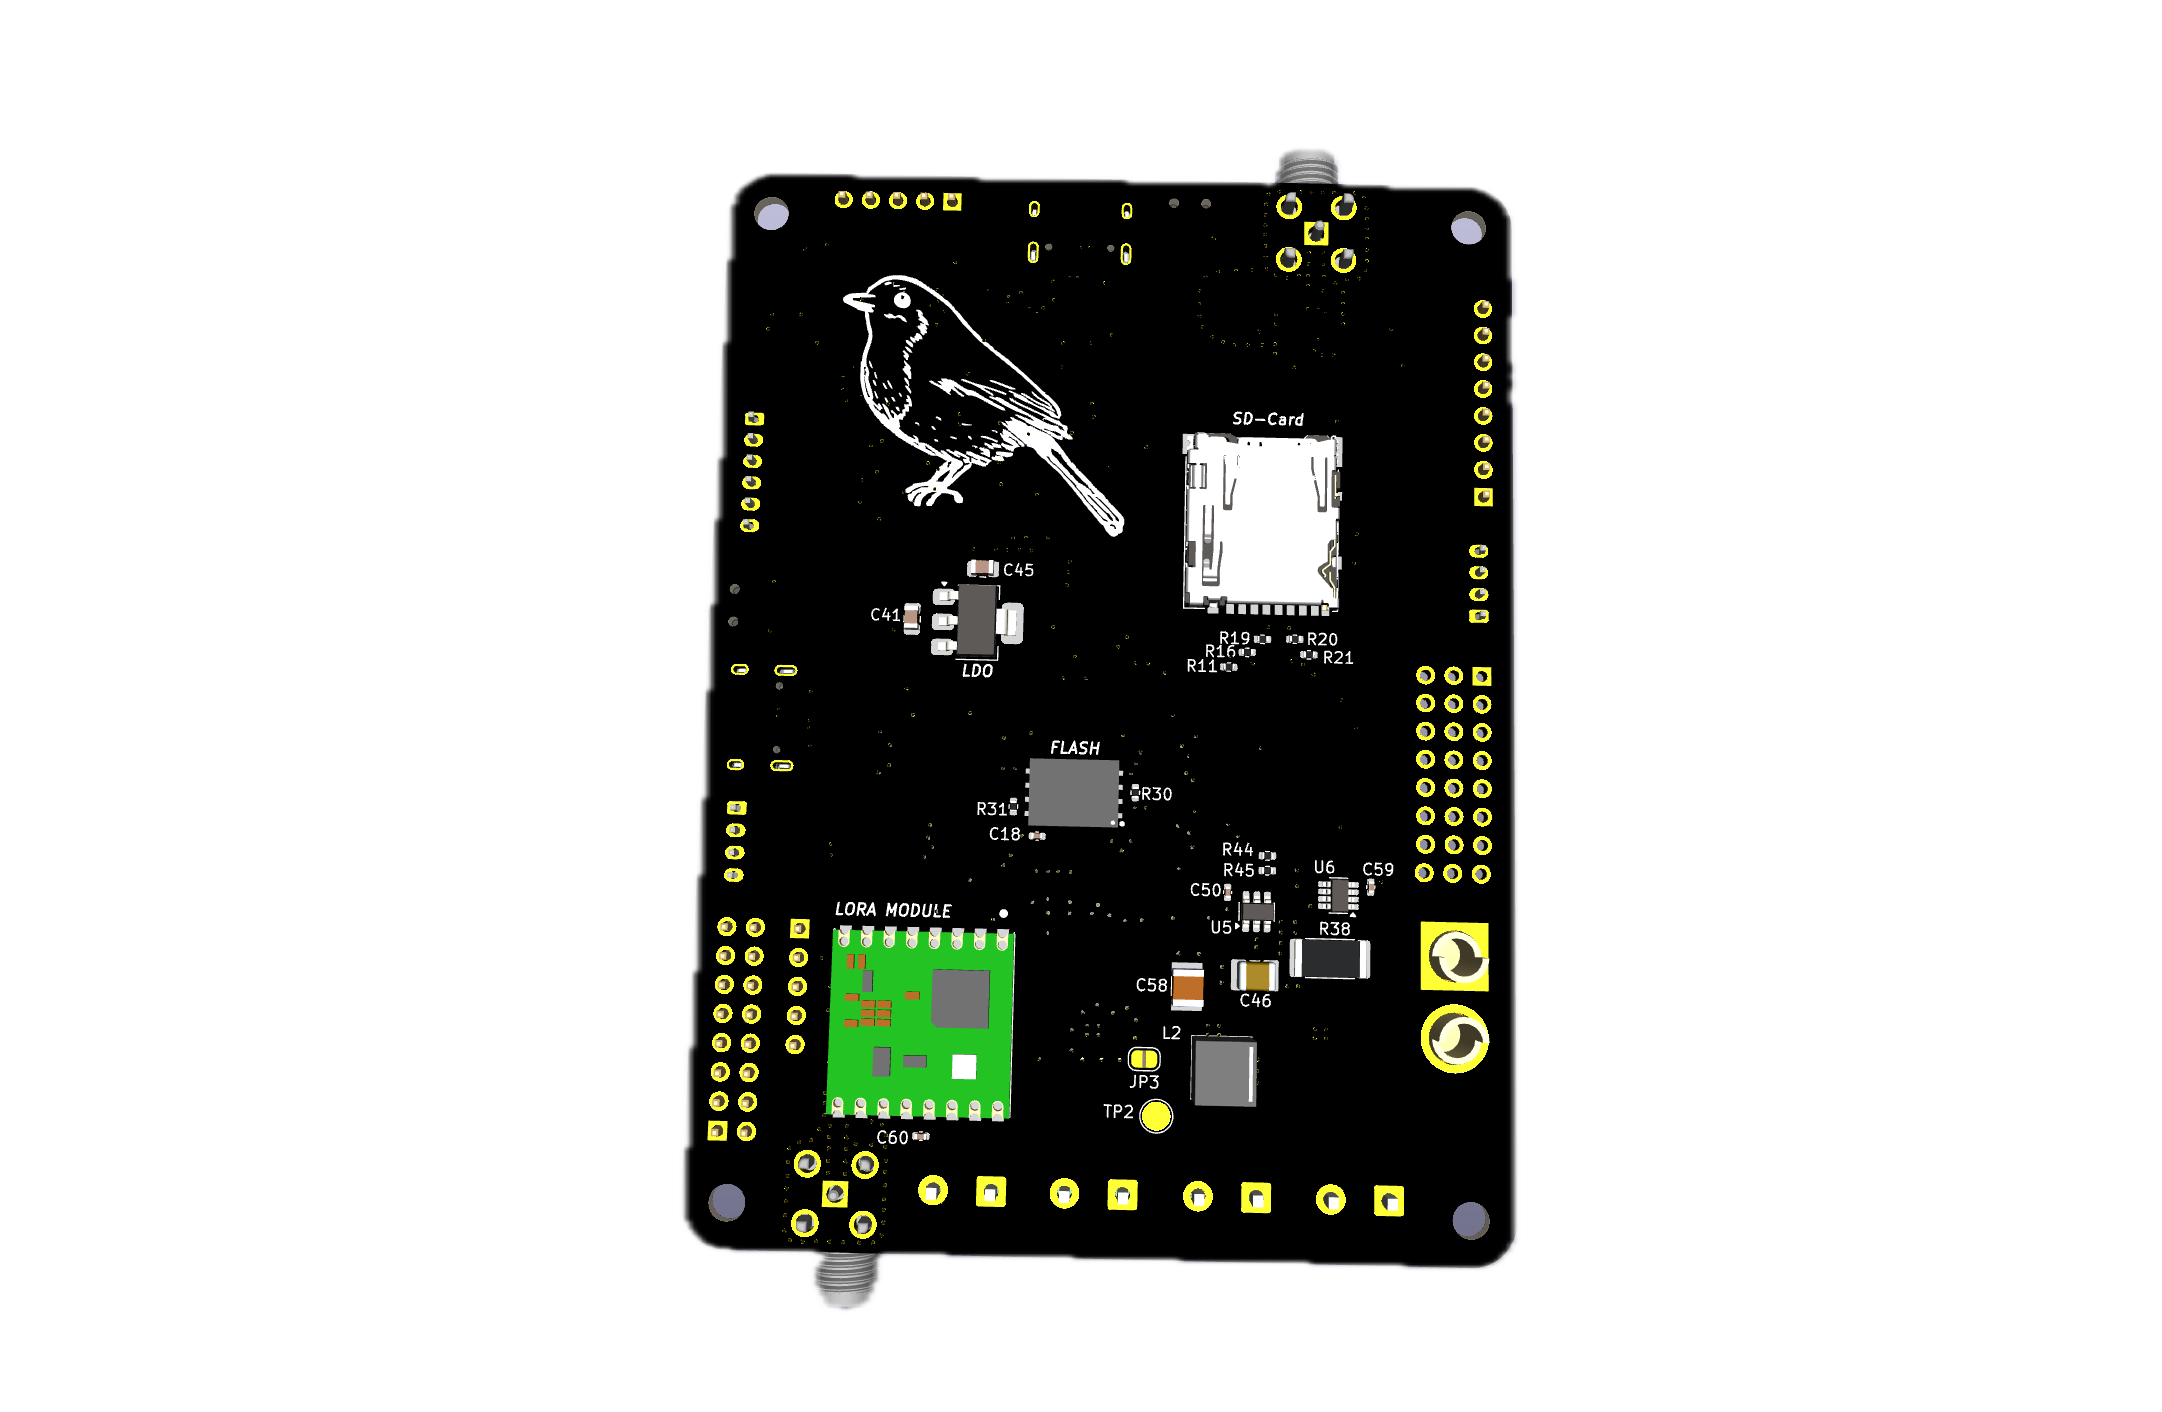 SD-Card
C45
C41
LDO
R19 R20
R16 R21
R11
FLASH
R31 R30
C18
R44
R45
U6 C59
C50
U5
R38
LORA MODULE
C58
C46
L2
JP3
TP2
C60